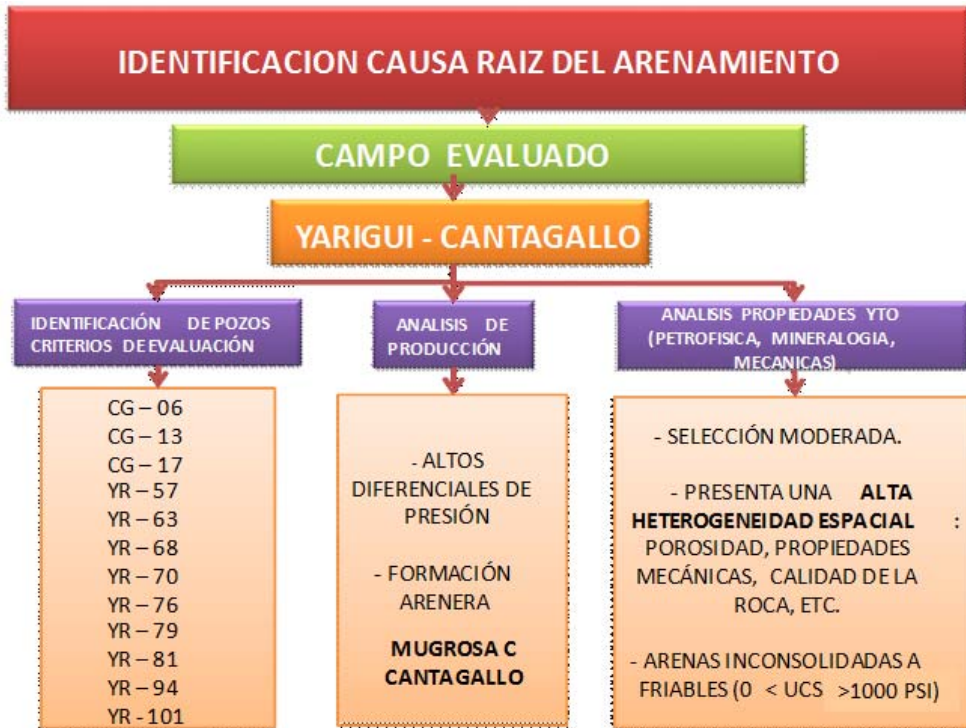 IDENTIFICACION CAUSA RAIZ DEL ARENAMIENTO
CAMPO EVALUADO
YARIGUI - CANTAGALLO
IDENTIFICACIÓN DE POZOS
CRITERIOS DE EVALUACIÓN
CG – 06
CG – 13
CG – 17
YR – 57
YR – 63
YR – 68
YR – 70
YR – 76
YR – 79
YR – 81
YR – 94
YR - 101
ANALISIS DE
PRODUCCIÓN
- ALTOS
DIFERENCIALES DE
PRESIÓN
- FORMACIÓN
ARENERA
MUGROSA C
CANTAGALLO
ANALISIS PROPIEDADES YTO
(PETROFISICA, MINERALOGIA,
MECANICAS)
- SELECCIÓN MODERADA.
- PRESENTA UNA ALTA
HETEROGENEIDAD ESPACIAL :
POROSIDAD, PROPIEDADES
MECÁNICAS, CALIDAD DE LA
ROCA, ETC.
- ARENAS INCONSOLIDADAS A
FRIABLES (0 < UCS >1000 PSI)